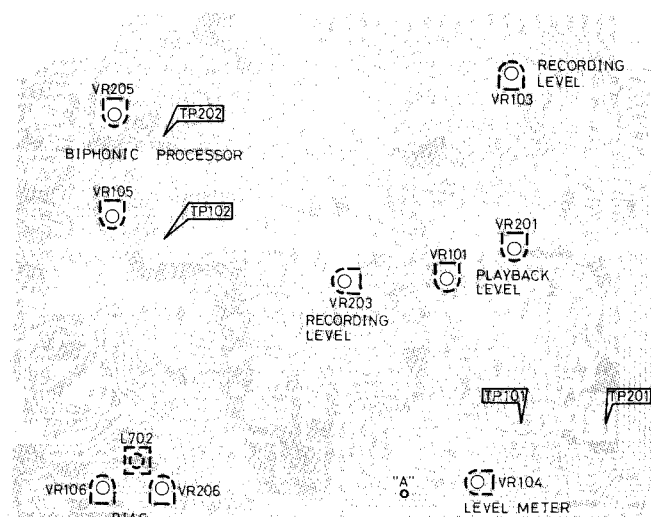 RECORDING
LEVEL
VR103
VR205
TP202
BIPHONIC PROCESSOR
VR105
TP102
VR201
VR101
PLAYBACK
LEVEL
VR203
RECORDING
LEVEL
TP101
TP201
L702
VR106
VR206
"A"
VR104
LEVEL METER